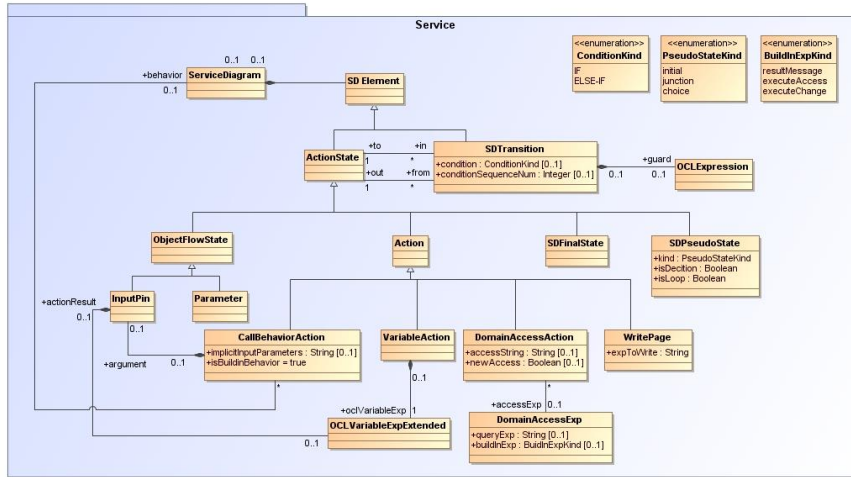 Service
<<enumeration>>
ConditionKind
IF
ELSE-IF
<<enumeration>>
PseudoStateKind
initial
junction
choice
<<enumeration>>
BuildInExpKind
resultMessage
executeAccess
executeChange
+behavior
0..1
ServiceDiagram
0..1 0..1
SD Element
ActionState
+to +in
1 *
+out +from
1 *
SDTransition
+condition : ConditionKind [0..1]
+conditionSequenceNum : Integer [0..1]
+guard
0..1 0..1
OCLExpression
ObjectFlowState
Action
SDFinalState
SDPseudoState
+kind : PseudoStateKind
+isDecition : Boolean
+isLoop : Boolean
+actionResult
0..1
InputPin
Parameter
0..1
+argument
0..1
CallBehaviorAction
+implicitInputParameters : String [0..1]
+isBuildinBehavior = true
*
VariableAction
0..1
DomainAccessAction
+accessString : String [0..1]
+newAccess : Boolean [0..1]
*
WritePage
+expToWrite : String
+oclVariableExp 1
OCLVariableExpExtended
0..1
+accessExp 0..1
DomainAccessExp
+queryExp : String [0..1]
+buildInExp : BuidInExpKind [0..1]